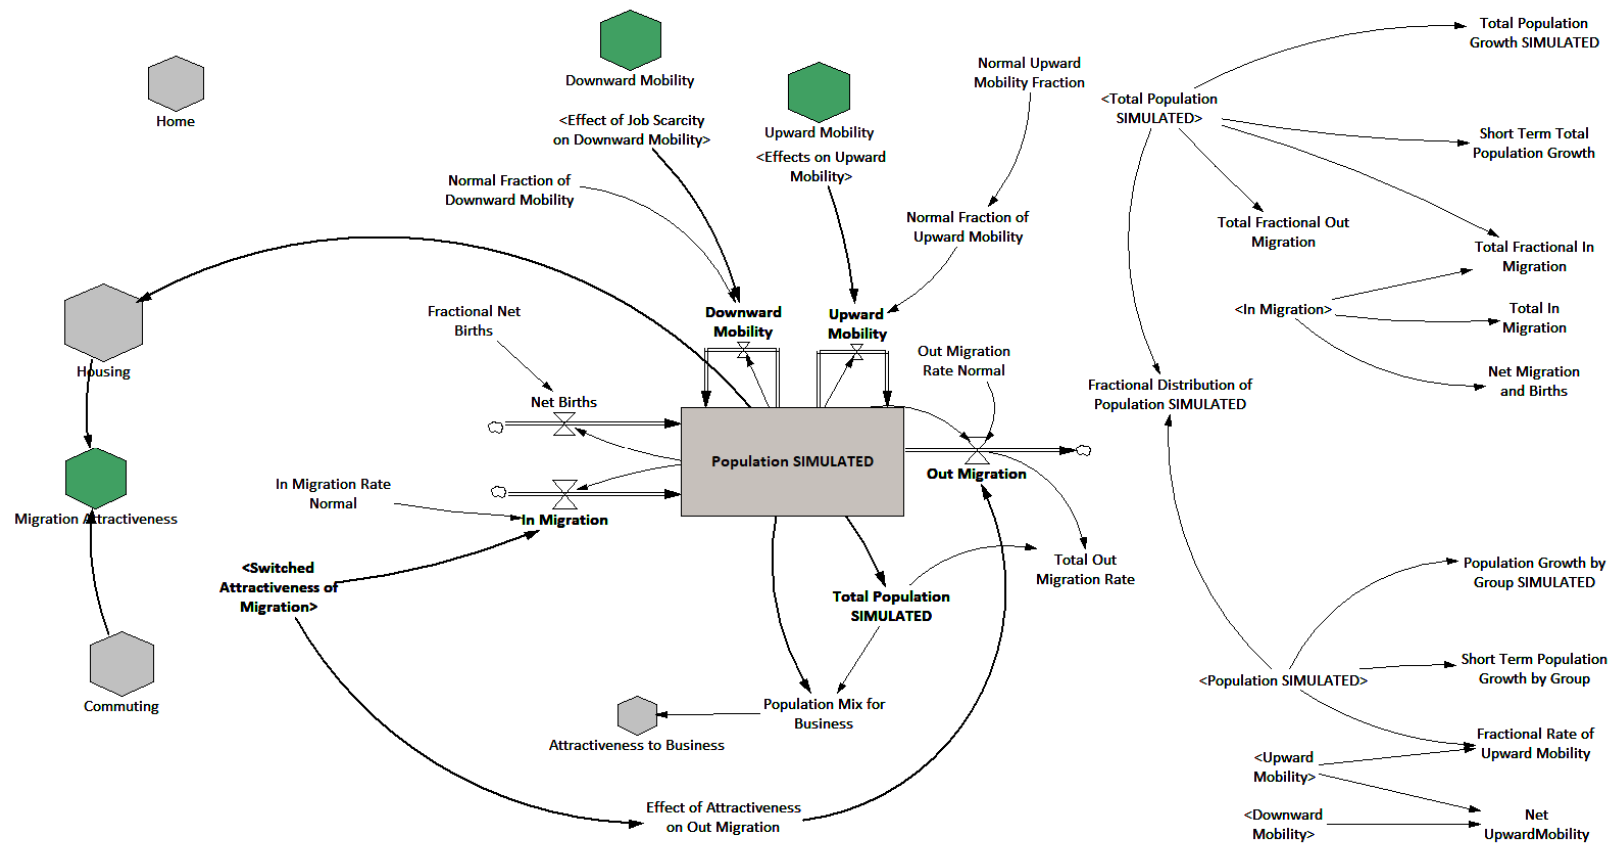 Home
Downward Mobility
<Effect of Job Scarcity
on Downward Mobility>
Upward Mobility
<Effects on Upward
Mobility>
Normal Upward
Mobility Fraction
Normal Fraction of
Downward Mobility
Normal Fraction of
Upward Mobility
Housing
Fractional Net
Births
Downward
Mobility
Upward
Mobility
Out Migration
Rate Normal
Net Births
Population SIMULATED
Out Migration
In Migration Rate
Normal
In Migration
Migration Attractiveness
<Switched
Attractiveness of
Migration>
Total Population
SIMULATED
Total Out
Migration Rate
Commuting
Population Mix for
Business
Attractiveness to Business
Effect of Attractiveness
on Out Migration
Total Population
Growth SIMULATED
<Total Population
SIMULATED>
Short Term Total
Population Growth
Total Fractional Out
Migration
Total Fractional In
Migration
<In Migration>
Total In
Migration
Net Migration
and Births
Fractional Distribution of
Population SIMULATED
Population Growth by
Group SIMULATED
<Population SIMULATED>
Short Term Population
Growth by Group
Fractional Rate of
Upward Mobility
<Upward
Mobility>
<Downward
Mobility>
Net
UpwardMobility